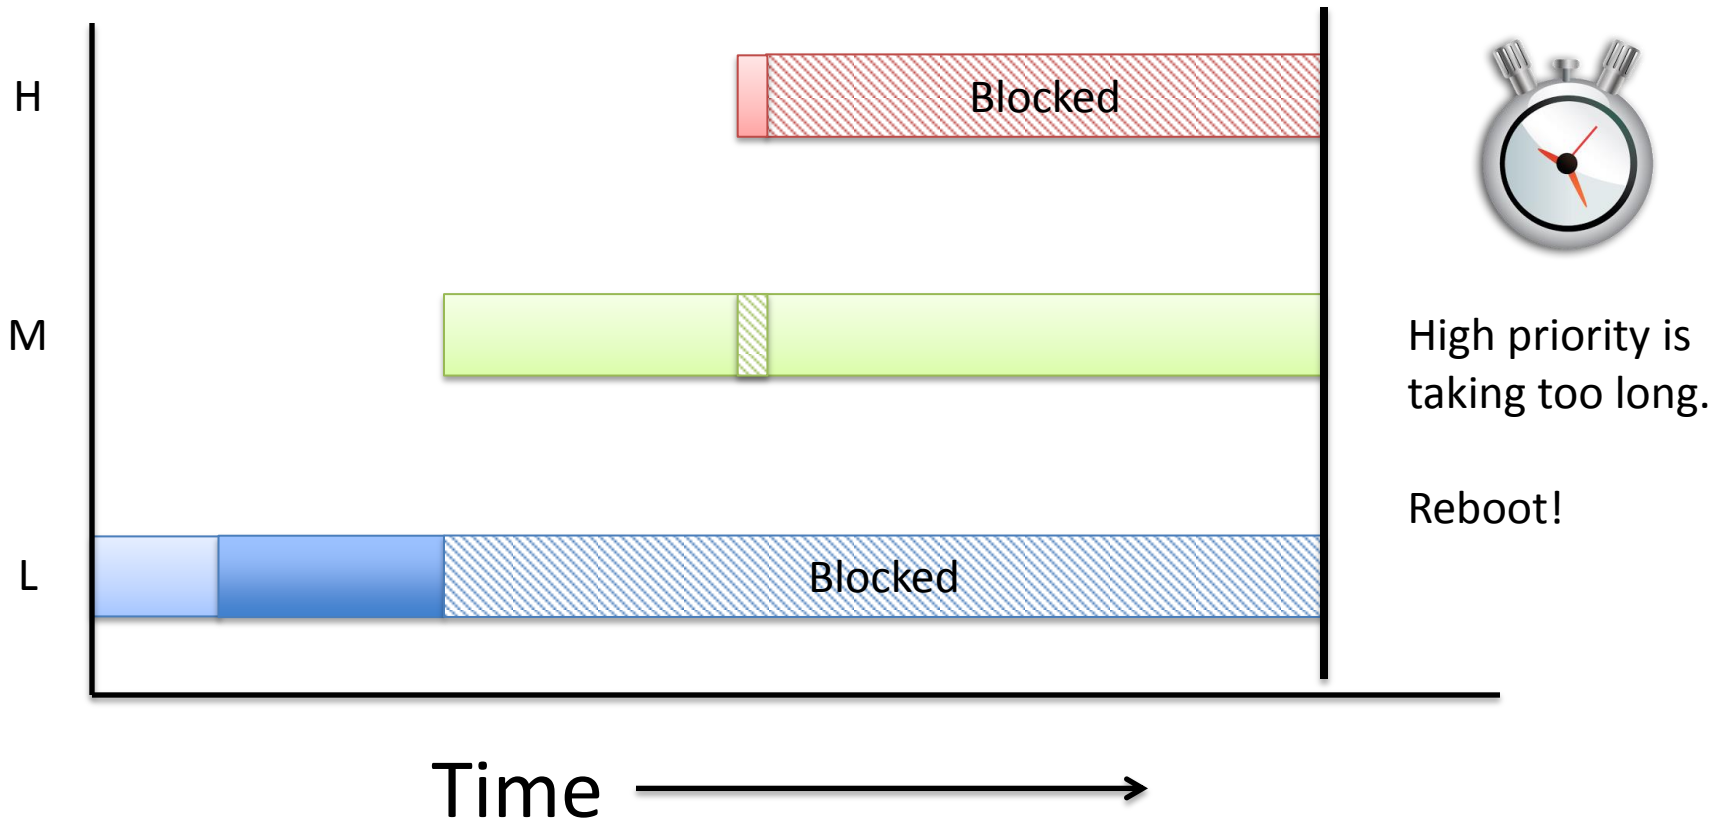 H
Blocked
M
High priority is
taking too long.
Reboot!
L
Blocked
Time